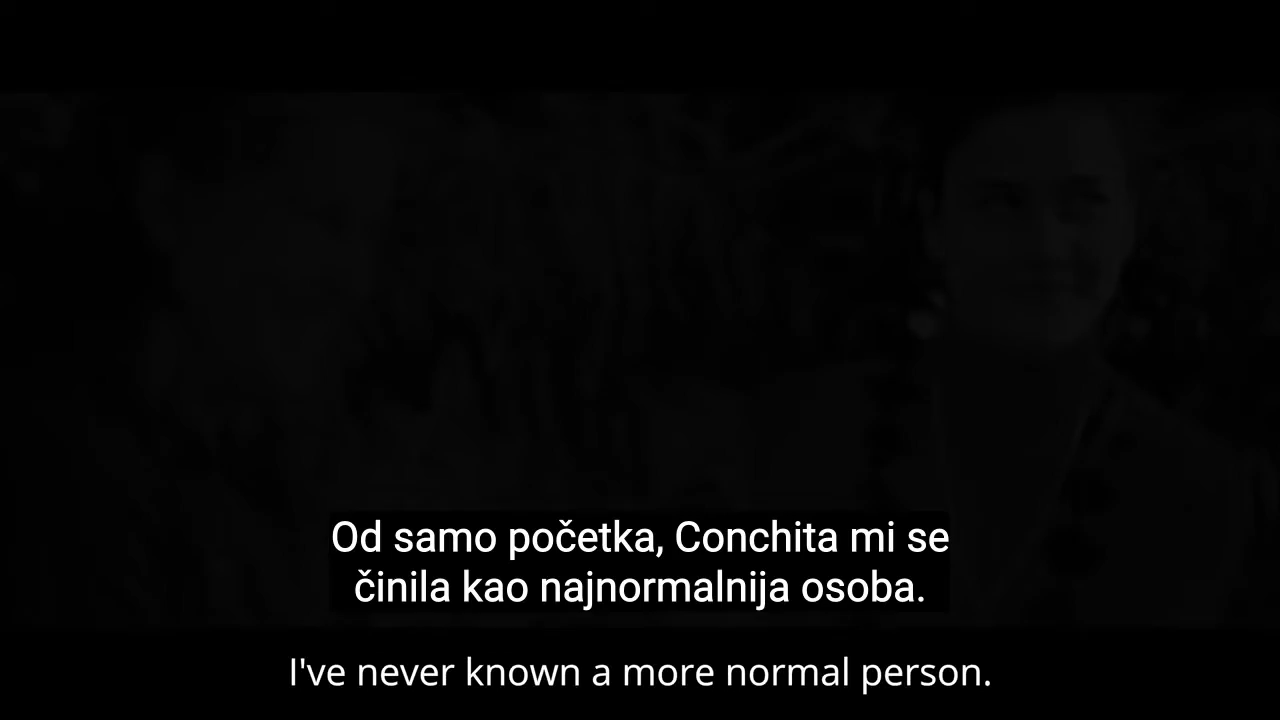 Od samo početka, Conchita mi se
činila kao najnormalnija osoba.
I've never known a more normal person.